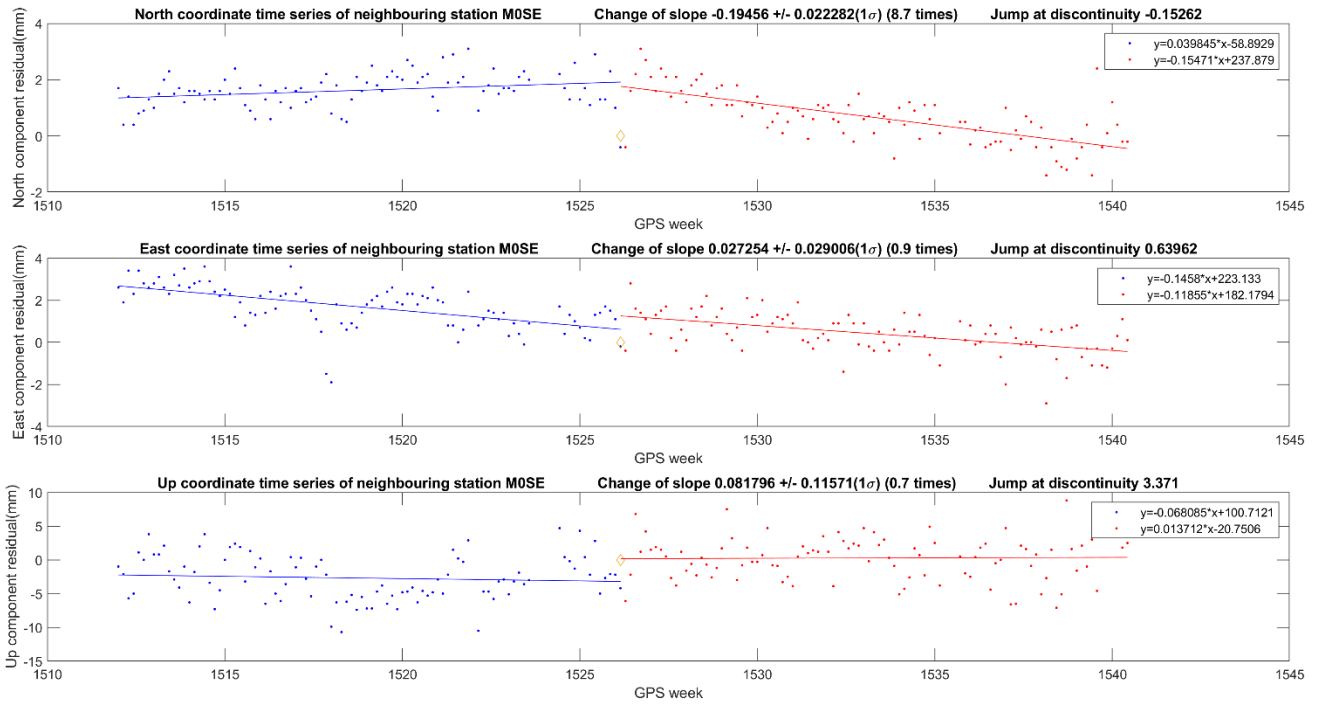 North coordinate time series of neighbouring station M0SE Change of slope -0.19456 +/- 0.022282(1σ) (8.7 times) Jump at discontinuity -0.15262
North component residual(mm)
4
2
0
-2
y=0.039845*x-58.8929
y=-0.15471*x+237.879
1510 1515 1520 1525 1530 1535 1540 1545
GPS week
East coordinate time series of neighbouring station M0SE Change of slope 0.027254 +/- 0.029006(1σ) (0.9 times) Jump at discontinuity 0.63962
East component residual(mm)
4
2
0
-2
-4
y=-0.1458*x+223.133
y=-0.11855*x+182.1794
1510 1515 1520 1525 1530 1535 1540 1545
GPS week
Up coordinate time series of neighbouring station M0SE Change of slope 0.081796 +/- 0.11571(1σ) (0.7 times) Jump at discontinuity 3.371
Up component residual(mm)
10
5
0
-5
-10
-15
y=-0.068085*x+100.7121
y=0.013712*x-20.7506
1510 1515 1520 1525 1530 1535 1540 1545
GPS week